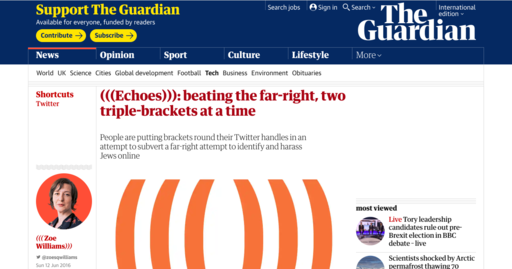 Support The Guardian
Available for everyone, funded by readers
Contribute →
Subscribe →
Search jobs
Sign in
Search
International edition
The Guardian
News
Opinion
Sport
Culture
Lifestyle
More
World UK Science Cities Global development Football Tech Business Environment Obituaries
Shortcuts
Twitter
(((Echoes))): beating the far-right, two
triple-brackets at a time
People are putting brackets round their Twitter handles in an
attempt to subvert a far-right attempt to identify and harass
Jews online
(((Zoe
Williams)))
@zoesqwilliams
Sun 12 Jun 2016
most viewed
Live Tory leadership
candidates rule out pre-
Brexit election in BBC
debate - live
Scientists shocked by Arctic
permafrost thawing 70